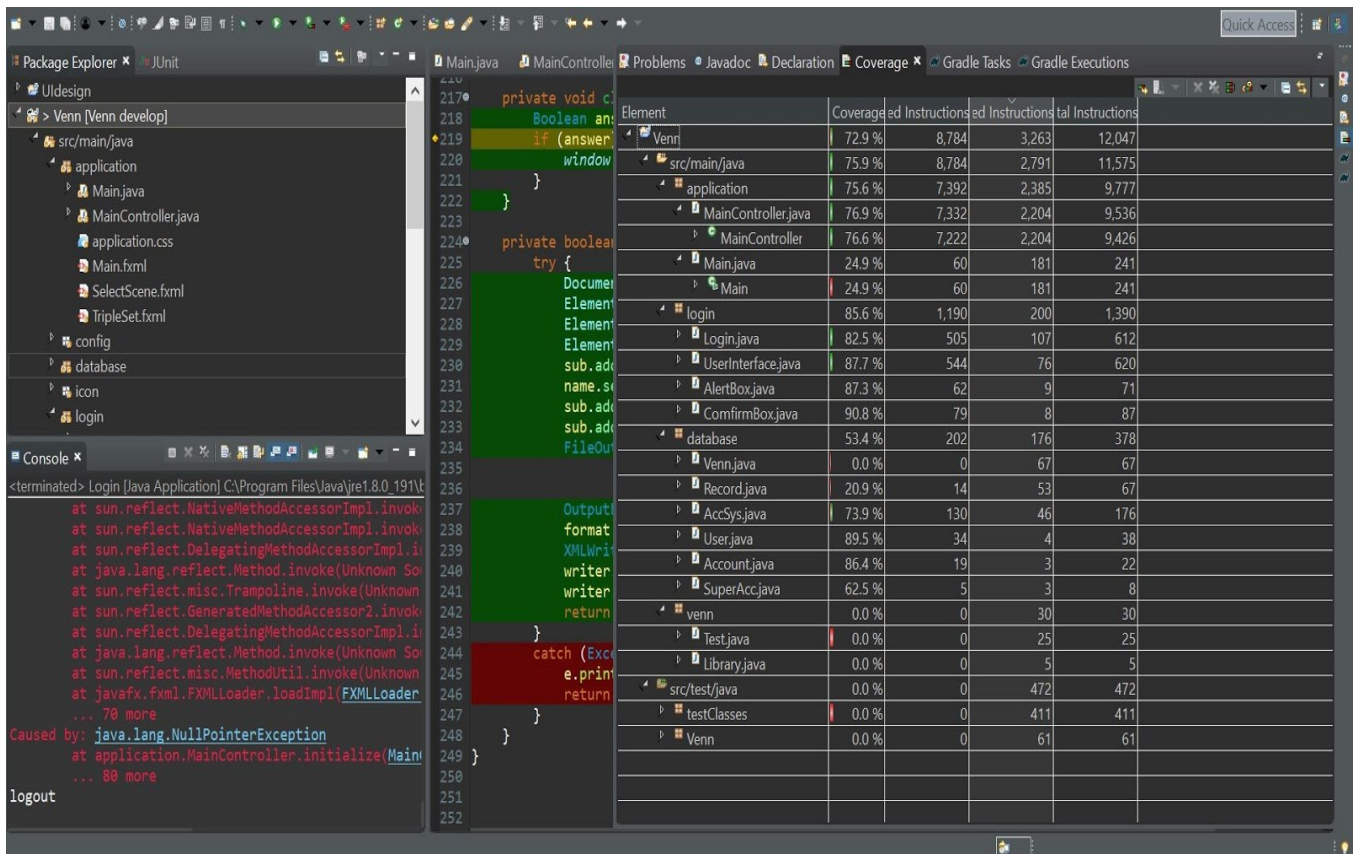 Quick Access
Package Explorer
JUnit
UIdesign
> Venn [Venn develop]
src/main/java
application
Main.java
MainController.java
application.css
Main.fxml
SelectScene.fxml
TripleSet.fxml
config
database
icon
login
Console
<terminated> Login [Java Application] C:\Program Files\Java\jre1.8.0_191\b
at sun.reflect.NativeMethodAccessorImpl.invok
at sun.reflect.NativeMethodAccessorImpl.invok
at sun.reflect.DelegatingMethodAccessorImpl.i
at java.lang.reflect.Method.invoke(Unknown Sou
at sun.reflect.misc.Trampoline.invoke(Unknown
at sun.reflect.GeneratedMethodAccessor2.invok
at sun.reflect.DelegatingMethodAccessorImpl.i
at java.lang.reflect.Method.invoke(Unknown Sou
at sun.reflect.misc.MethodUtil.invoke(Unknown
at javafx.fxml.FXMLLoader.loadImpl(FXMLLoader
... 70 more
Caused by: java.lang.NullPointerException
at application.MainController.initialize(Main
... 80 more
logout
Main.java
MainController
216
217 private void cl
218 Boolean ans
219 if (answer
220 window
221 }
222 }
223
224 private boolean
225 try {
226 Documen
227 Element
228 Element
229 Element
230 sub.add
231 name.se
232 sub.add
233 sub.add
234 FileOut
235
236
237 Output
238 format
239 XMLWrit
240 writer
241 writer
242 return
243 }
244 catch (Exce
245 e.print
246 return
247 }
248 }
249 }
250
251
252
Problems
Javadoc
Declaration
Coverage
Gradle Tasks
Gradle Executions
Element Coverage ed Instructions ed Instructions tal Instructions
Venn 72.9 % 8,784 3,263 12,047
src/main/java 75.9 % 8,784 2,791 11,575
application 75.6 % 7,392 2,385 9,777
MainController.java 76.9 % 7,332 2,204 9,536
MainController 76.6 % 7,222 2,204 9,426
Main.java 24.9 % 60 181 241
Main 24.9 % 60 181 241
login 85.6 % 1,190 200 1,390
Login.java 82.5 % 505 107 612
UserInterface.java 87.7 % 544 76 620
AlertBox.java 87.3 % 62 9 71
ComfirmBox.java 90.8 % 79 8 87
database 53.4 % 202 176 378
Venn.java 0.0 % 0 67 67
Record.java 20.9 % 14 53 67
AccSys.java 73.9 % 130 46 176
User.java 89.5 % 34 4 38
Account.java 86.4 % 19 3 22
SuperAcc.java 62.5 % 5 3 8
venn 0.0 % 0 30 30
Test.java 0.0 % 0 25 25
Library.java 0.0 % 0 5 5
src/test/java 0.0 % 0 472 472
testClasses 0.0 % 0 411 411
Venn 0.0 % 0 61 61